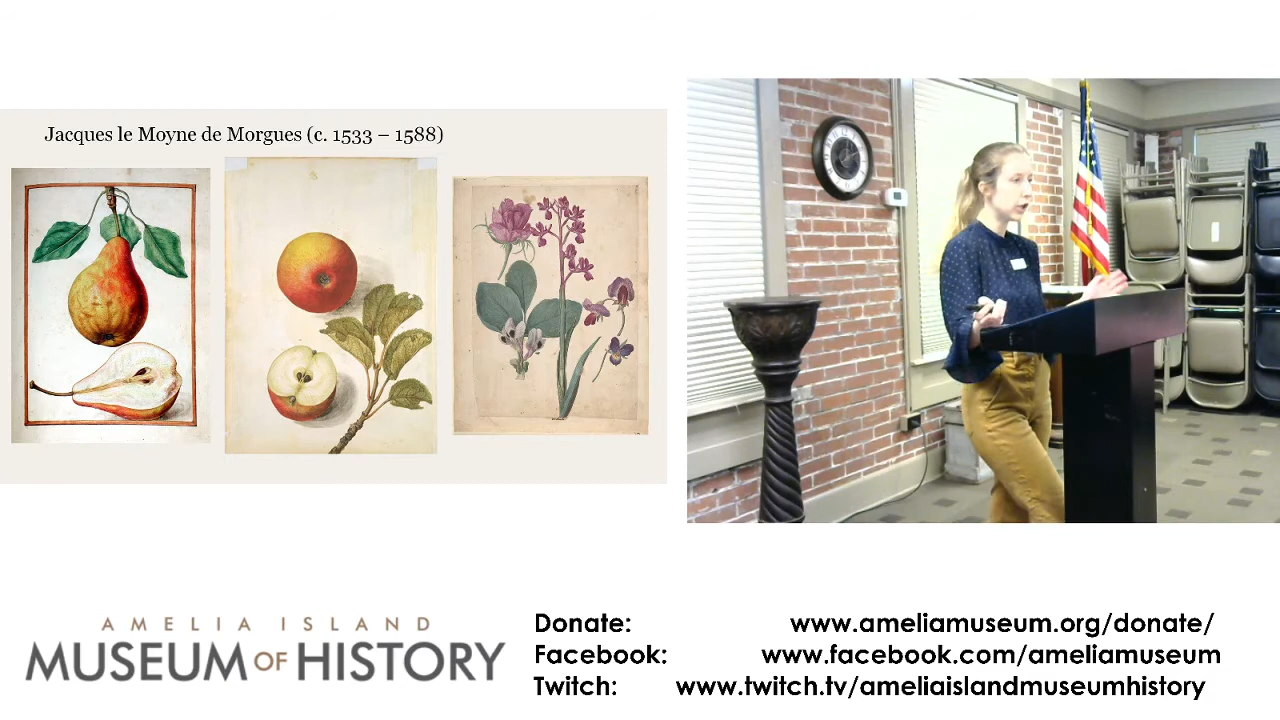 Jacques le Moyne de Morgues (c. 1533 – 1588)
AMELIA ISLAND
MUSEUM OF HISTORY
Donate: www.ameliamuseum.org/donate/
Facebook: www.facebook.com/ameliamuseum
Twitch: www.twitch.tv/ameliaislandmuseumhistory